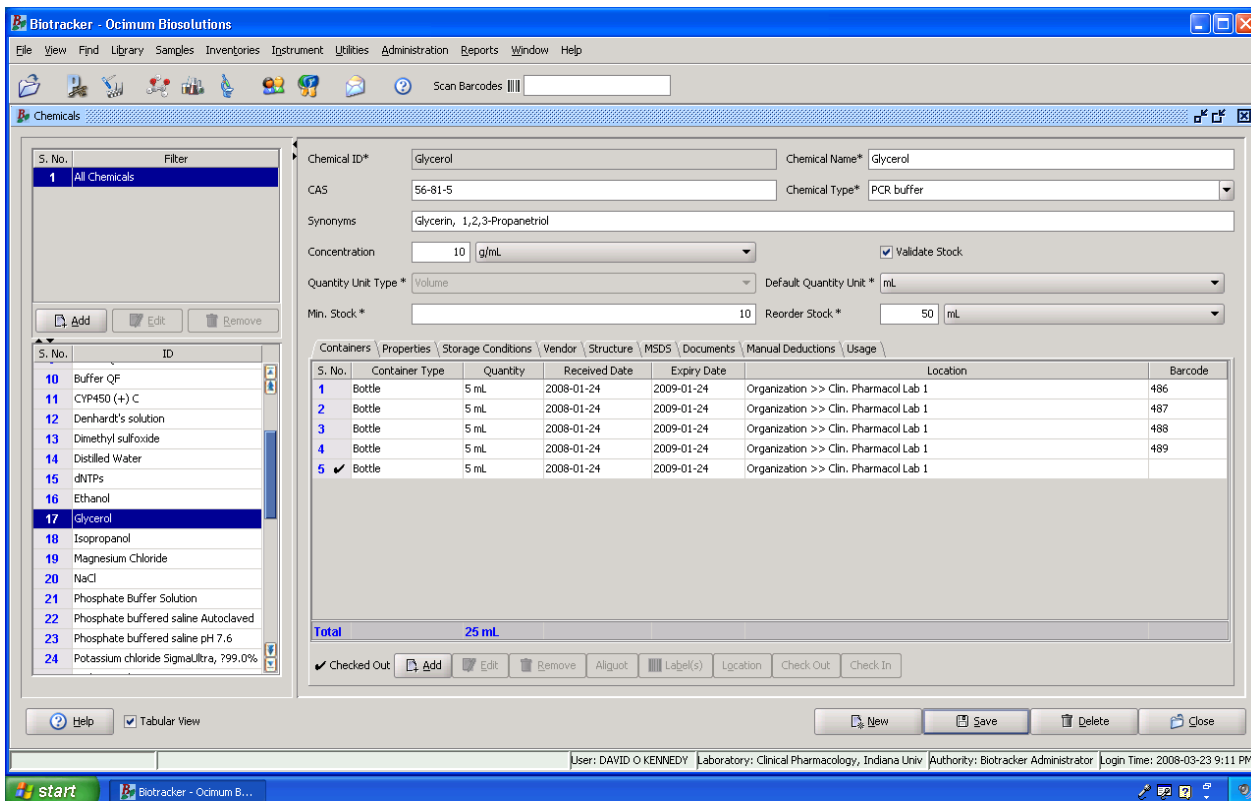 Biotracker - Ocimum Biosolutions
File View Find Library Samples Inventories Instrument Utilities Administration Reports Window Help
Scan Barcodes
Chemicals
S. No. Filter
1 All Chemicals
Add Edit Remove
S. No. ID
10 Buffer QF
11 CYP450 (+) C
12 Denhardt's solution
13 Dimethyl sulfoxide
14 Distilled Water
15 dNTPs
16 Ethanol
17 Glycerol
18 Isopropanol
19 Magnesium Chloride
20 NaCl
21 Phosphate Buffer Solution
22 Phosphate buffered saline Autoclaved
23 Phosphate buffered saline pH 7.6
24 Potassium chloride SigmaUltra, ?99.0%
Chemical ID* Glycerol Chemical Name* Glycerol
CAS 56-81-5 Chemical Type* PCR buffer
Synonyms Glycerin, 1,2,3-Propanetriol
Concentration 10 g/mL Validate Stock
Quantity Unit Type * Volume Default Quantity Unit * mL
Min. Stock * 10 Reorder Stock * 50 mL
Containers Properties Storage Conditions Vendor Structure MSDS Documents Manual Deductions Usage
S. No. Container Type Quantity Received Date Expiry Date Location Barcode
1 Bottle 5 mL 2008-01-24 2009-01-24 Organization >> Clin. Pharmacol Lab 1 486
2 Bottle 5 mL 2008-01-24 2009-01-24 Organization >> Clin. Pharmacol Lab 1 487
3 Bottle 5 mL 2008-01-24 2009-01-24 Organization >> Clin. Pharmacol Lab 1 488
4 Bottle 5 mL 2008-01-24 2009-01-24 Organization >> Clin. Pharmacol Lab 1 489
5 ✔ Bottle 5 mL 2008-01-24 2009-01-24 Organization >> Clin. Pharmacol Lab 1
Total 25 mL
✔ Checked Out Add Edit Remove Aliquot Label(s) Location Check Out Check In
Help Tabular View New Save Delete Close
User: DAVID O KENNEDY Laboratory: Clinical Pharmacology, Indiana Univ Authority: Biotracker Administrator Login Time: 2008-03-23 9:11 PM
start Biotracker - Ocimum B...